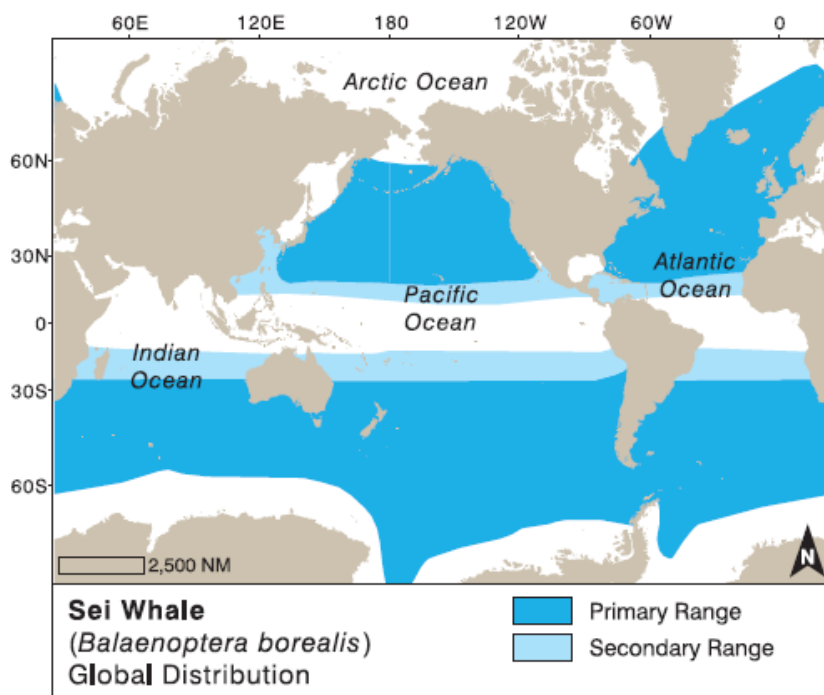 60E 120E 180 120W 60W 0
Arctic Ocean
60N
30N
Atlantic
Ocean
Pacific
Ocean
0
Indian
Ocean
30S
60S
2,500 NM
N
Sei Whale
(Balaenoptera borealis)
Global Distribution
Primary Range
Secondary Range